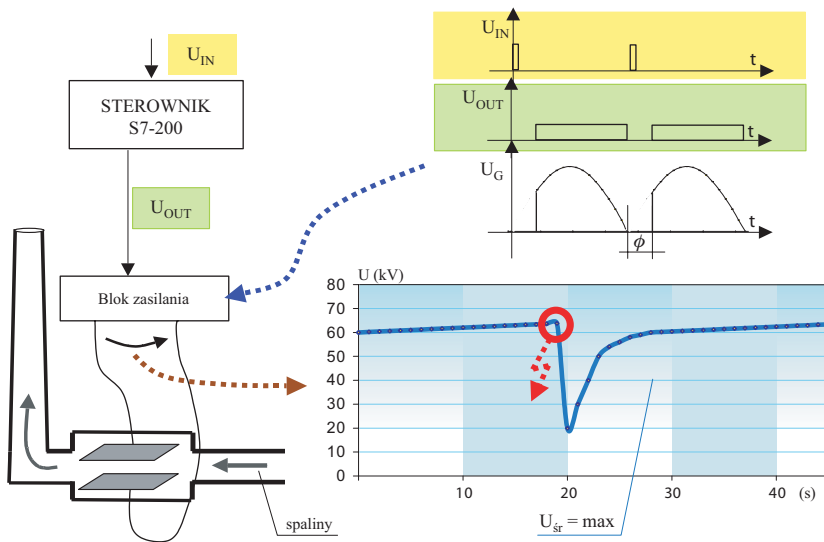 U_IN
STEROWNIK
S7-200
U_OUT
Blok zasilania
spaliny
U_IN
t
U_OUT
t
U_G
t
ϕ
U (kV)
80
70
60
50
40
30
20
10
0
10 20 30 40 (s)
U_śr = max